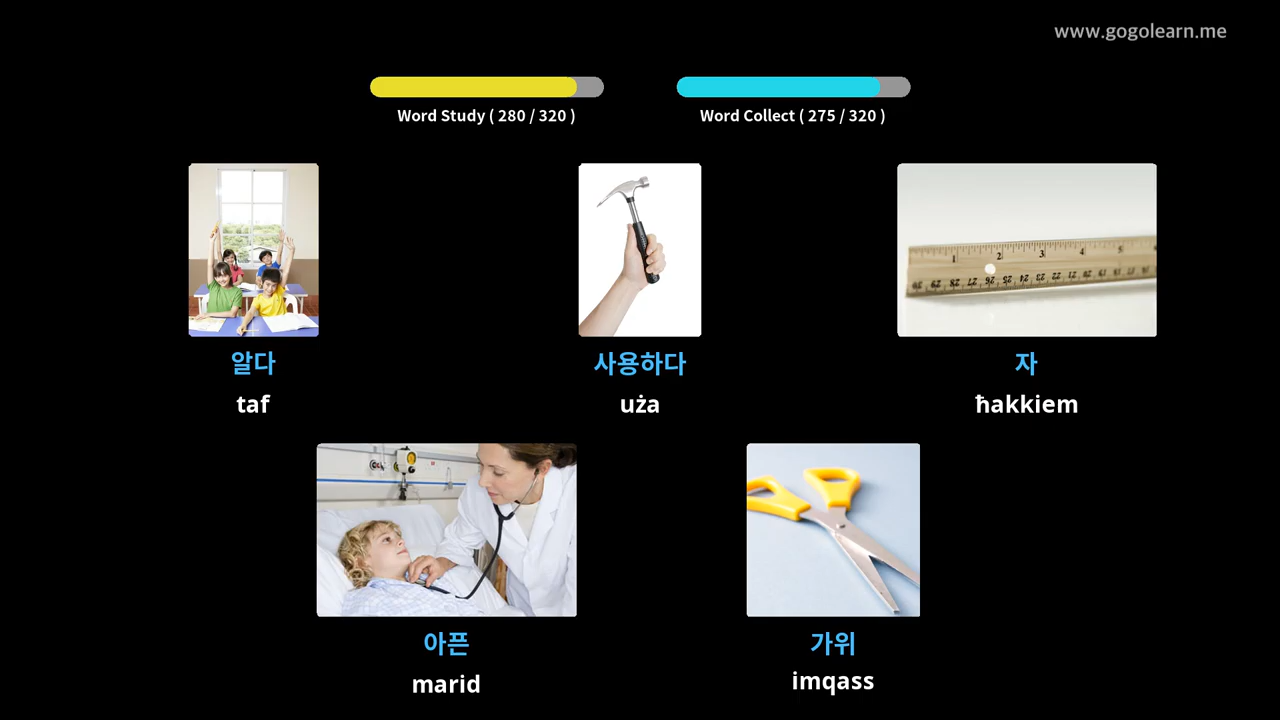 www.gogolearn.me
Word Study ( 280 / 320 )
Word Collect ( 275 / 320 )
알다
taf
사용하다
uża
자
ħakkiem
아픈
marid
가위
imqass